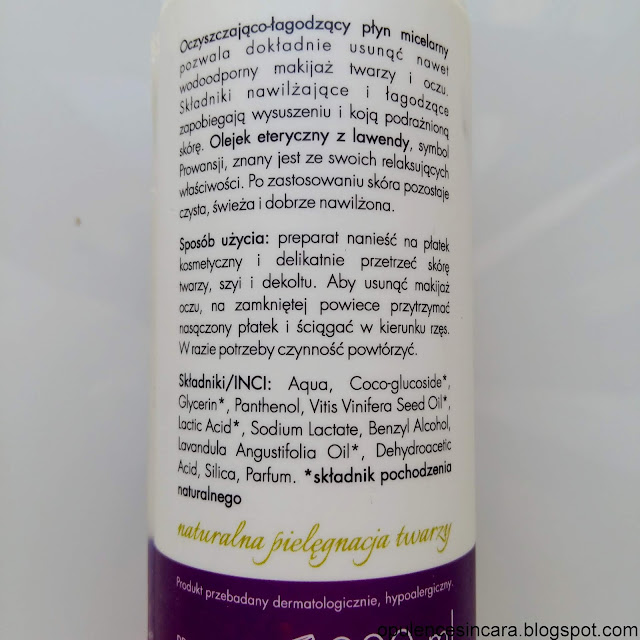 Oczyszczająco-łagodzący płyn micelarny
pozwala dokładnie usunąć nawet
wodoodporny makijaż twarzy i oczu.
Składniki nawilżające i łagodzące
zapobiegają wysuszeniu i koją podrażnioną
skórę. Olejek eteryczny z lawendy, symbol
Prowansji, znany jest ze swoich relaksujących
właściwości. Po zastosowaniu skóra pozostaje
czysta, świeża i dobrze nawilżona.
Sposób użycia: preparat nanieść na płatek
kosmetyczny i delikatnie przetrzeć skórę
twarzy, szyi i dekoltu. Aby usunąć makijaż
oczu, na zamkniętej powiece przytrzymać
nasączony płatek i ściągać w kierunku rzęs.
W razie potrzeby czynność powtórzyć.
Składniki/INCI: Aqua, Coco-glucoside*,
Glycerin*, Panthenol, Vitis Vinifera Seed Oil*,
Lactic Acid*, Sodium Lactate, Benzyl Alcohol,
Lavandula Angustifolia Oil*, Dehydroacetic
Acid, Silica, Parfum. *składnik pochodzenia
naturalnego
naturalna pielęgnacja twarzy
Produkt przebadany dermatologicznie, hypoalergiczny.
opulencesincara.blogspot.com